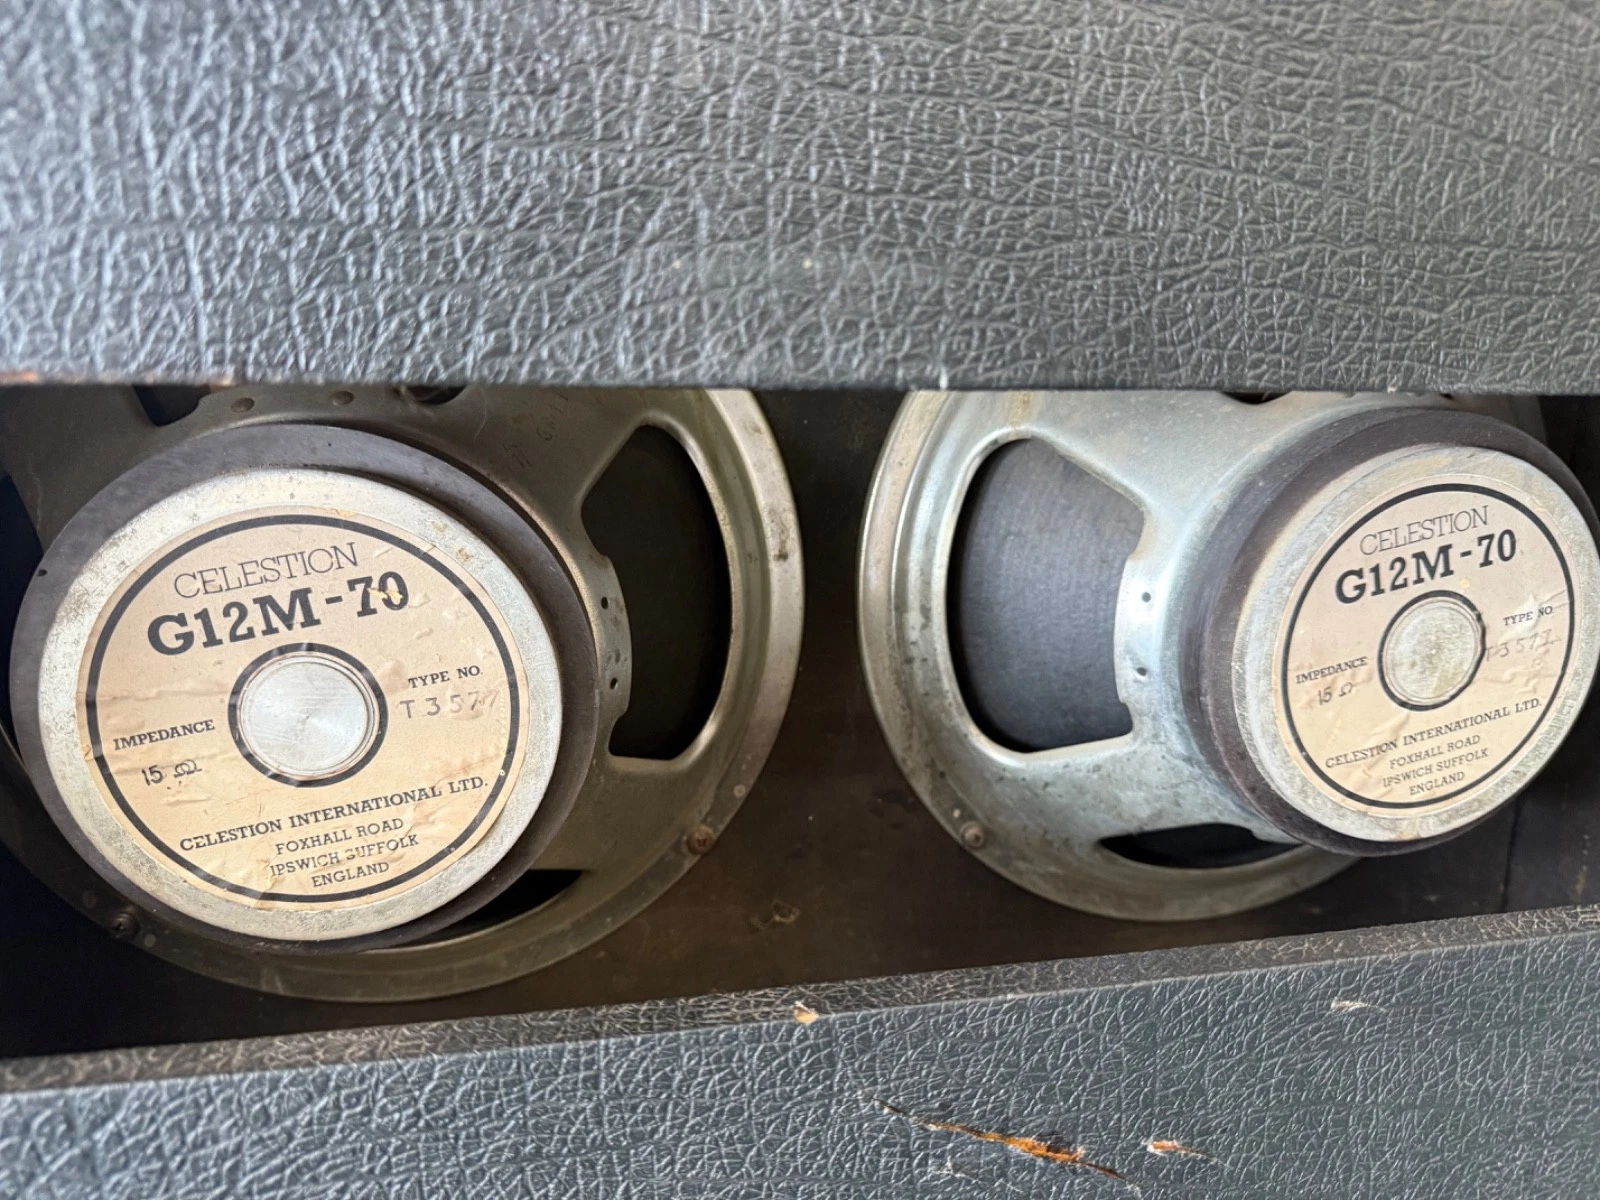 CELESTION
G12M-70
TYPE NO.
T3577
IMPEDANCE
15 Ω
CELESTION INTERNATIONAL LTD.
FOXHALL ROAD
IPSWICH SUFFOLK
ENGLAND
CELESTION
G12M-70
TYPE NO.
T3577
IMPEDANCE
15 Ω
CELESTION INTERNATIONAL LTD.
FOXHALL ROAD
IPSWICH SUFFOLK
ENGLAND